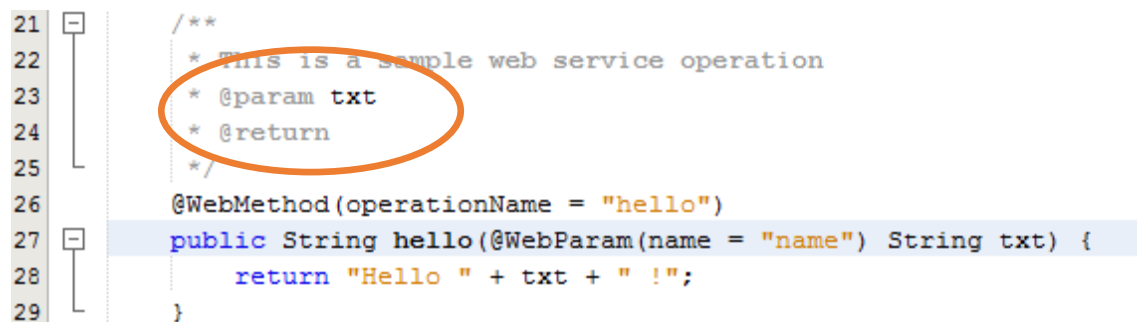 21 /**
22 * This is a sample web service operation
23 * @param txt
24 * @return
25 */
26 @WebMethod(operationName = "hello")
27 public String hello(@WebParam(name = "name") String txt) {
28 return "Hello " + txt + " !";
29 }